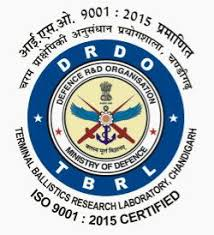 आई.एस.ओ. 9001 : 2015 प्रमाणित
चरम प्राक्षेपिकी अनुसंधान प्रयोगशाला, चण्डीगढ़
DRDO
DEFENCE R&D ORGANISATION
MINISTRY OF DEFENCE
TBRL
TERMINAL BALLISTICS RESEARCH LABORATORY, CHANDIGARH
ISO 9001 : 2015 CERTIFIED